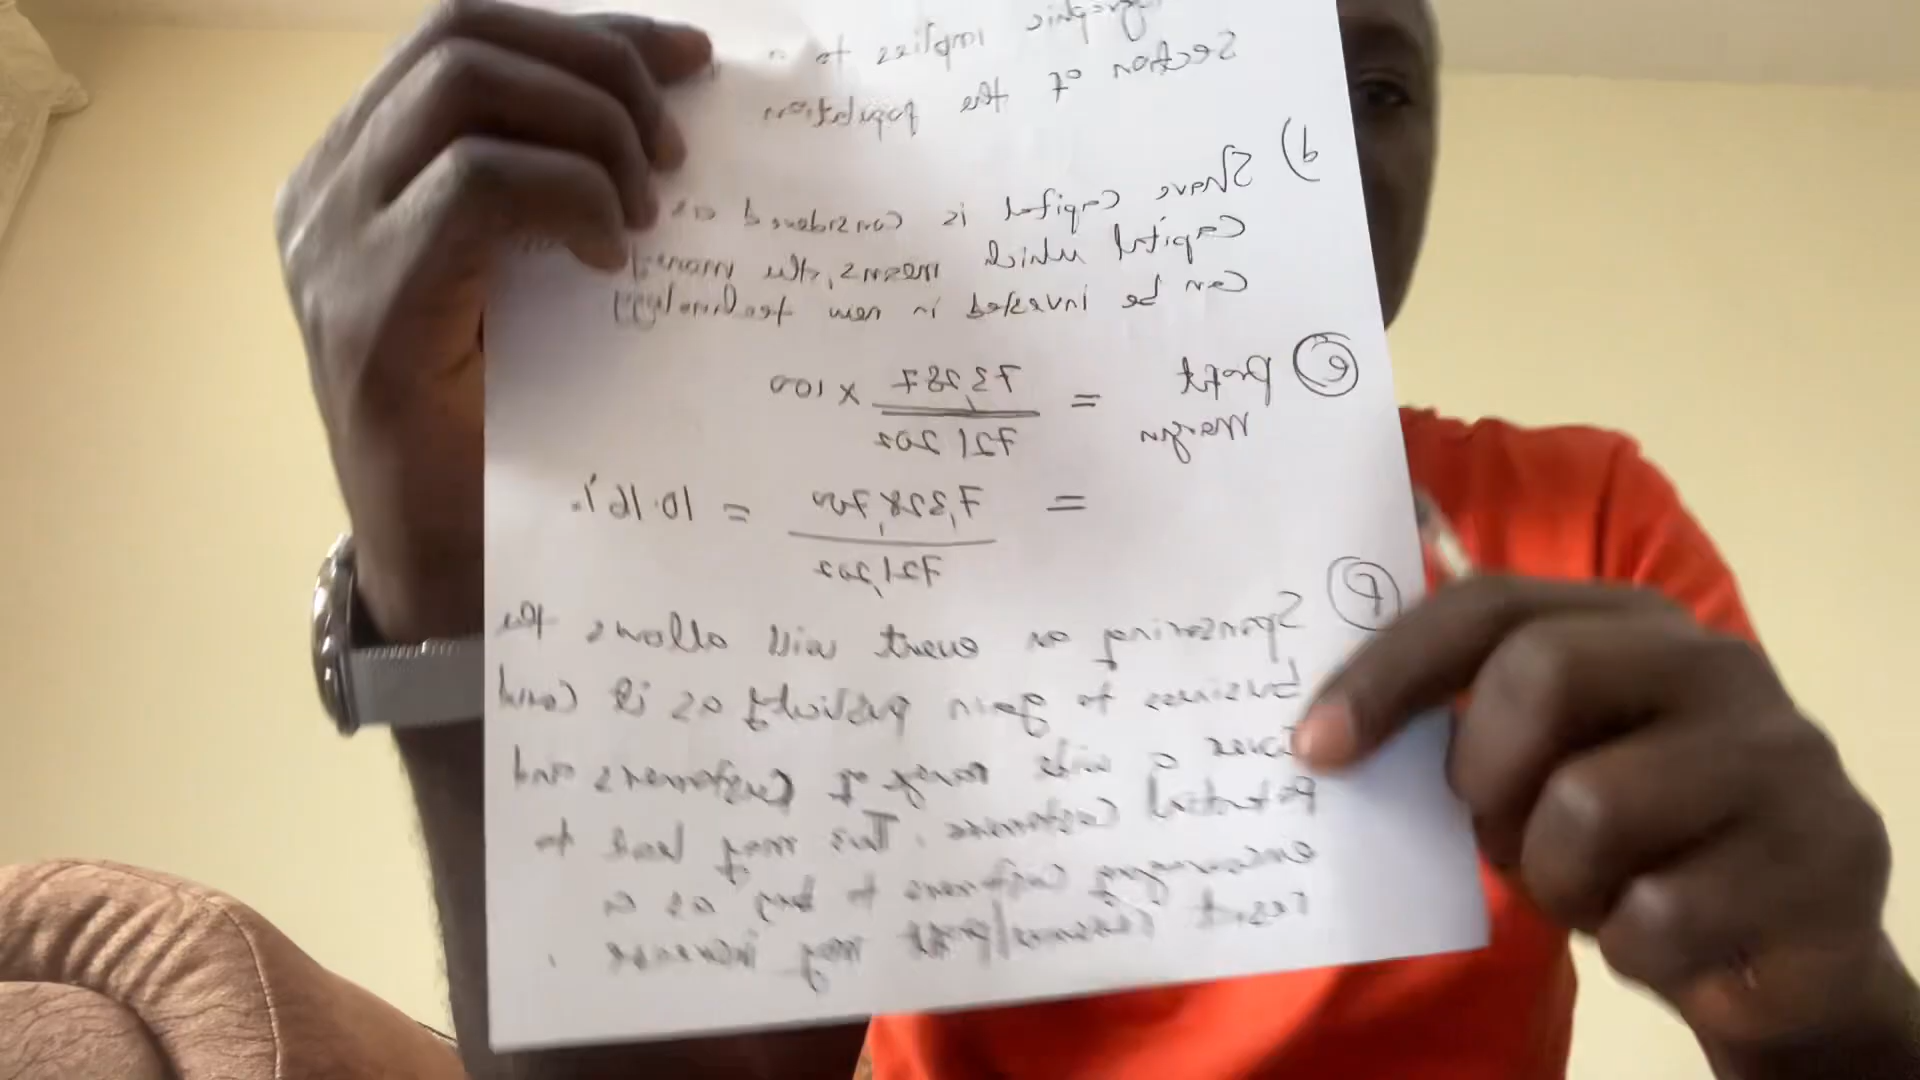 implies to a
Section of the population
d) Share Capital is Considered as
Capital which means, the money
Can be invested in new technology
e) profit Margin = 73,287 / 721 202 x 100
= 7,328,700 / 721,202 = 10.16%
f) Sponsoring an event will allows the
business to gain publicity as it could
a wide range of Customers and
Potential Customers. This may lead to
encouraging customers to buy as a
result revenue/profit may increase.